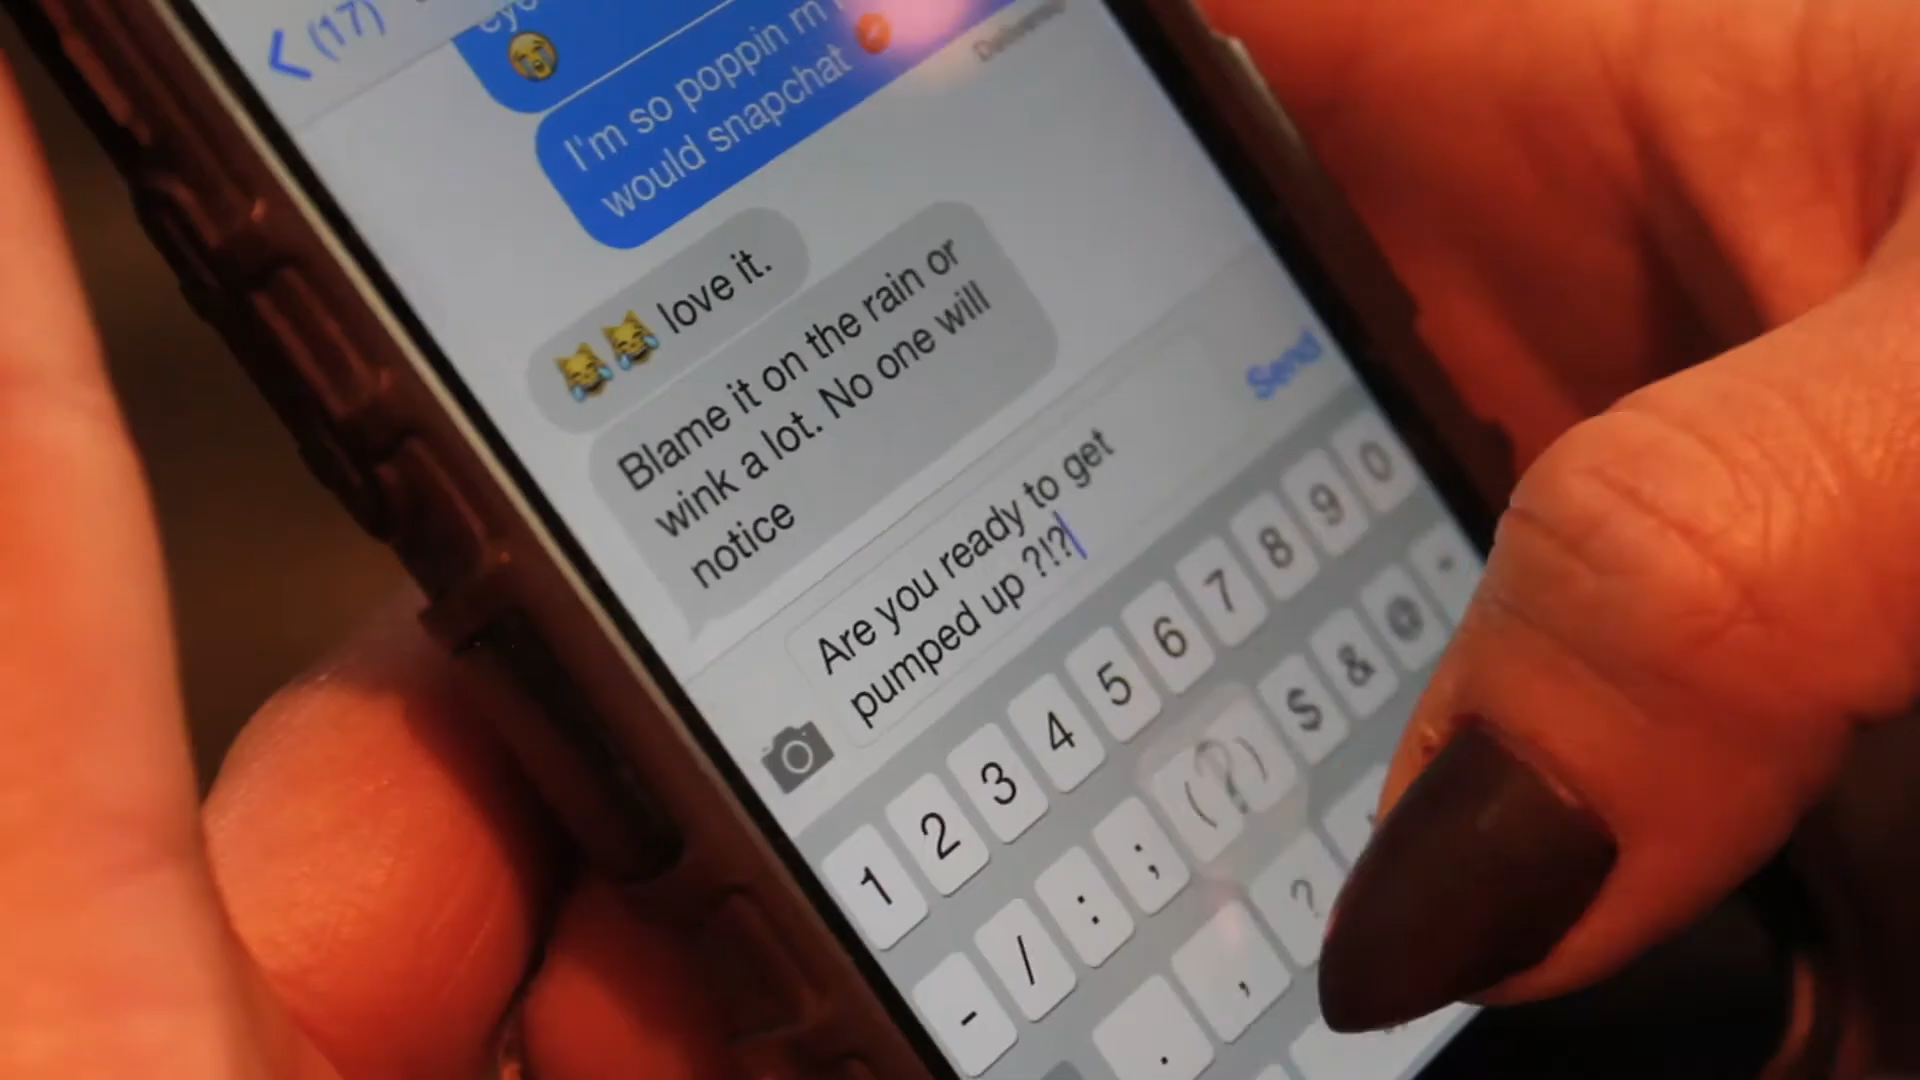 (17)
I'm so poppin rn
would snapchat
love it.
Blame it on the rain or
wink a lot. No one will
notice
Send
Are you ready to get
pumped up ?!?
1 2 3 4 5 6 7 8 9 0
- / : ; ( ) $ & @
. , ?